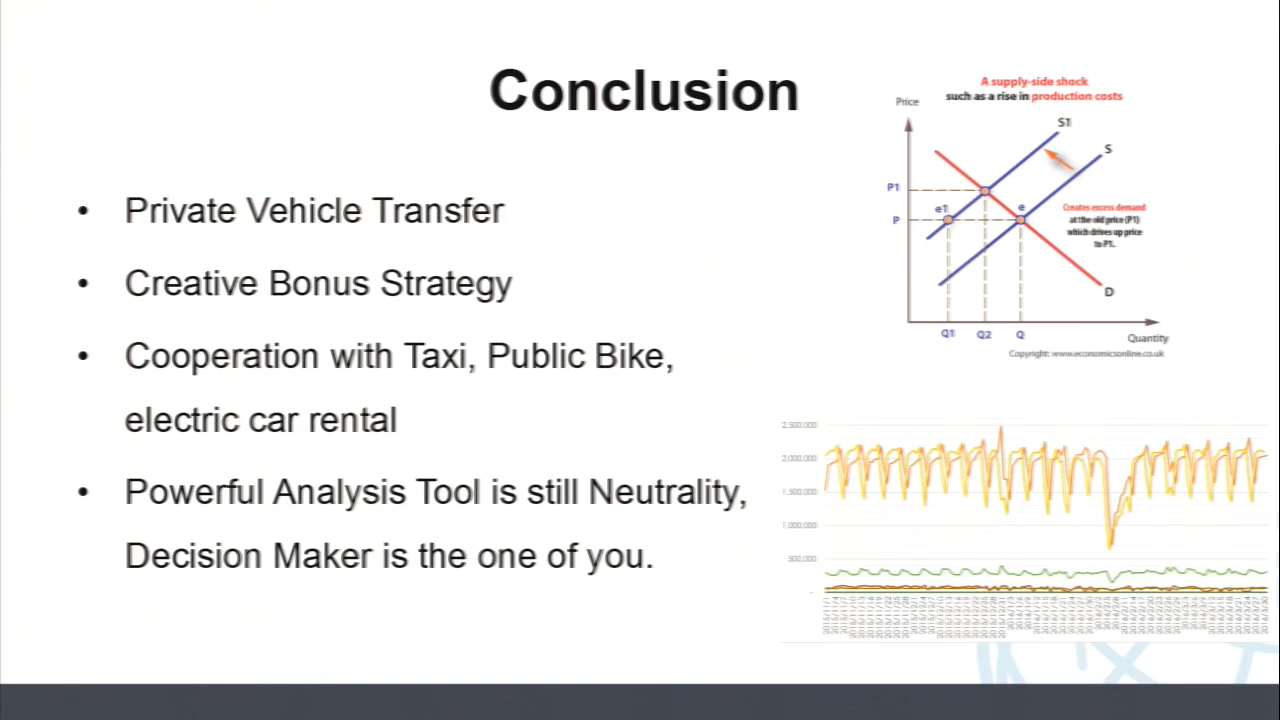 Conclusion
A supply-side shock
such as a rise in production costs
Price
S1
S
P1
e1
e
P
Creates excess demand
at the old price (P1)
which drives up price
to P1.
D
Q1 Q2 Q
Quantity
Copyright: www.economicsonline.co.uk
• Private Vehicle Transfer
• Creative Bonus Strategy
• Cooperation with Taxi, Public Bike,
electric car rental
• Powerful Analysis Tool is still Neutrality,
Decision Maker is the one of you.
2,500,000
2,000,000
1,500,000
1,000,000
500,000
-